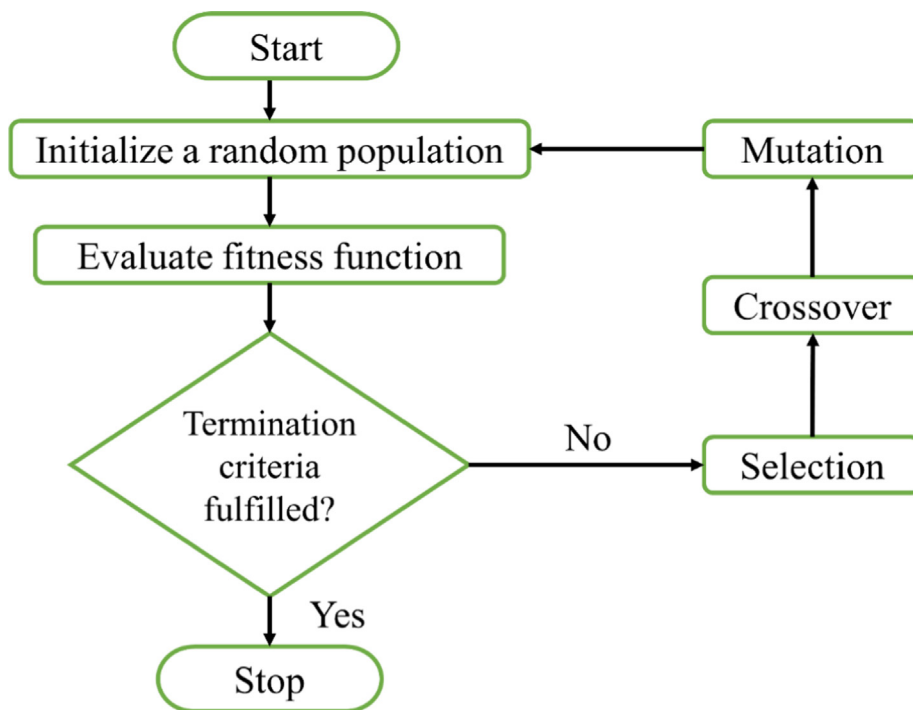 Start
Initialize a random population
Mutation
Evaluate fitness function
Crossover
Termination
criteria
fulfilled?
No
Selection
Yes
Stop